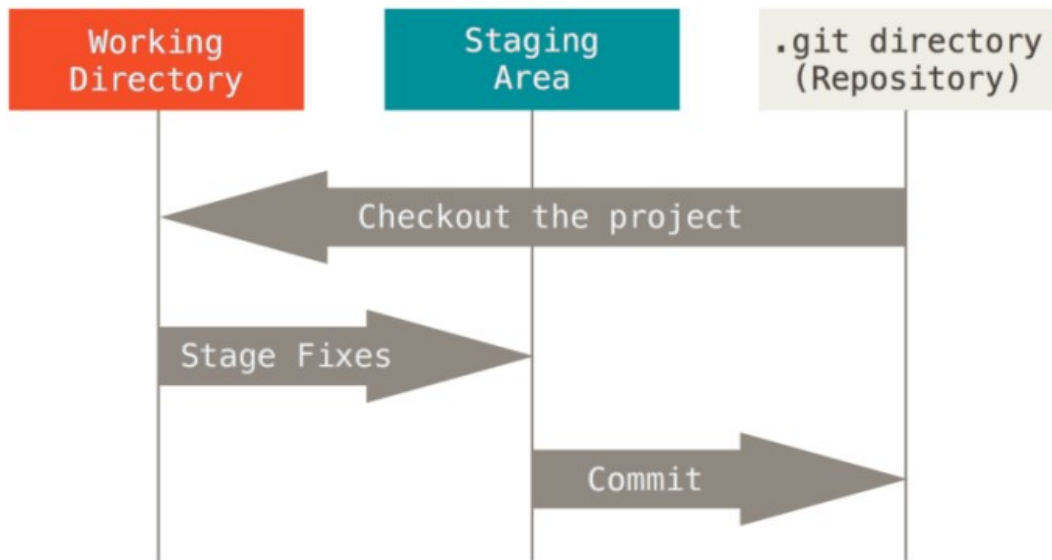 Working
Directory
Staging
Area
.git directory
(Repository)
Checkout the project
Stage Fixes
Commit